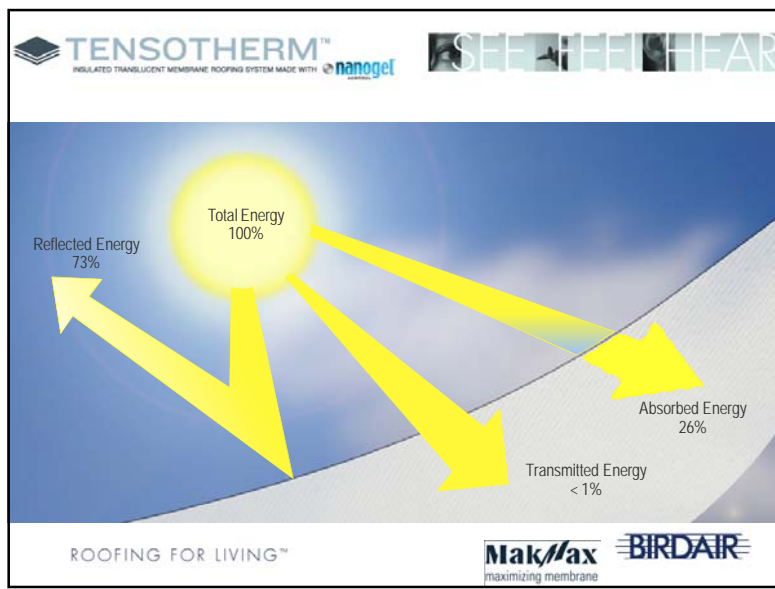 TENSOTHERM™
INSULATED TRANSLUCENT MEMBRANE ROOFING SYSTEM MADE WITH nanogel
AEROGEL
SEE FEEL HEAR
Total Energy
100%
Reflected Energy
73%
Absorbed Energy
26%
Transmitted Energy
< 1%
ROOFING FOR LIVING™
MakMax
maximizing membrane
BIRDAIR